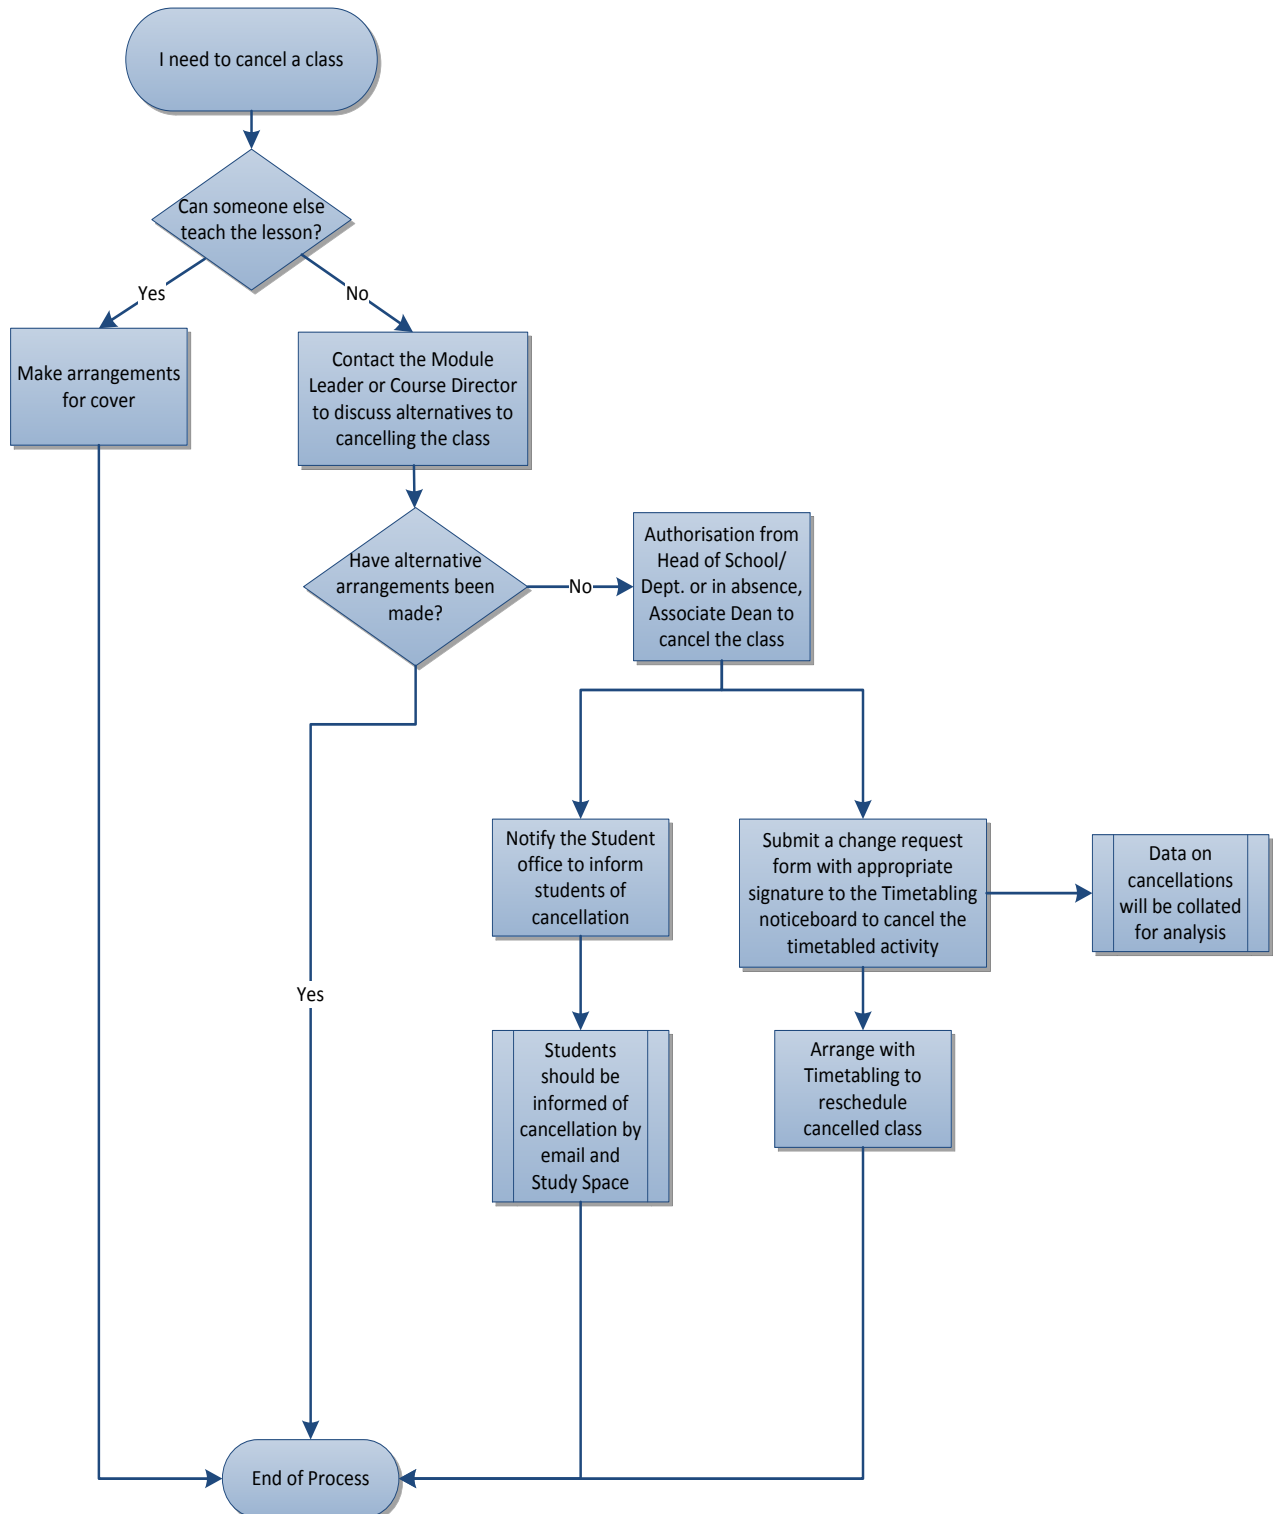 I need to cancel a class
Can someone else
teach the lesson?
Yes
No
Make arrangements
for cover
Contact the Module
Leader or Course Director
to discuss alternatives to
cancelling the class
Have alternative
arrangements been
made?
No
Authorisation from
Head of School/
Dept. or in absence,
Associate Dean to
cancel the class
Notify the Student
office to inform
students of
cancellation
Submit a change request
form with appropriate
signature to the Timetabling
noticeboard to cancel the
timetabled activity
Data on
cancellations
will be collated
for analysis
Yes
Students
should be
informed of
cancellation by
email and
Study Space
Arrange with
Timetabling to
reschedule
cancelled class
End of Process